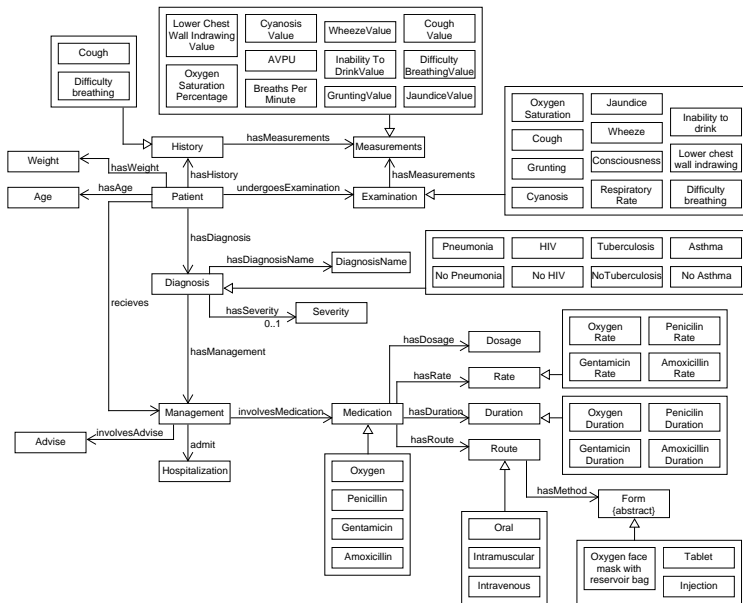 Lower Chest
Wall Indrawing
Value
Cyanosis
Value
WheezeValue
Cough
Value
AVPU
Inability To
DrinkValue
Difficulty
BreathingValue
Oxygen
Saturation
Percentage
Breaths Per
Minute
GruntingValue
JaundiceValue
Cough
Difficulty
breathing
History
hasMeasurements
Measurements
Weight
hasWeight
hasHistory
hasMeasurements
Age
hasAge
Patient
undergoesExamination
Examination
Oxygen
Saturation
Jaundice
Inability to
drink
Cough
Wheeze
Grunting
Consciousness
Lower chest
wall indrawing
Cyanosis
Respiratory
Rate
Difficulty
breathing
hasDiagnosis
Pneumonia
HIV
Tuberculosis
Asthma
No Pneumonia
No HIV
NoTuberculosis
No Asthma
hasDiagnosisName
DiagnosisName
Diagnosis
hasSeverity
0..1
Severity
recieves
hasManagement
hasDosage
Dosage
hasRate
Rate
Oxygen
Rate
Penicilin
Rate
Gentamicin
Rate
Amoxicillin
Rate
Management
involvesMedication
Medication
hasDuration
Duration
Oxygen
Duration
Penicilin
Duration
Gentamicin
Duration
Amoxicillin
Duration
Advise
involvesAdvise
admit
Hospitalization
hasRoute
Route
Oxygen
Penicillin
Gentamicin
Amoxicillin
hasMethod
Form
{abstract}
Oral
Intramuscular
Intravenous
Oxygen face
mask with
reservoir bag
Tablet
Injection